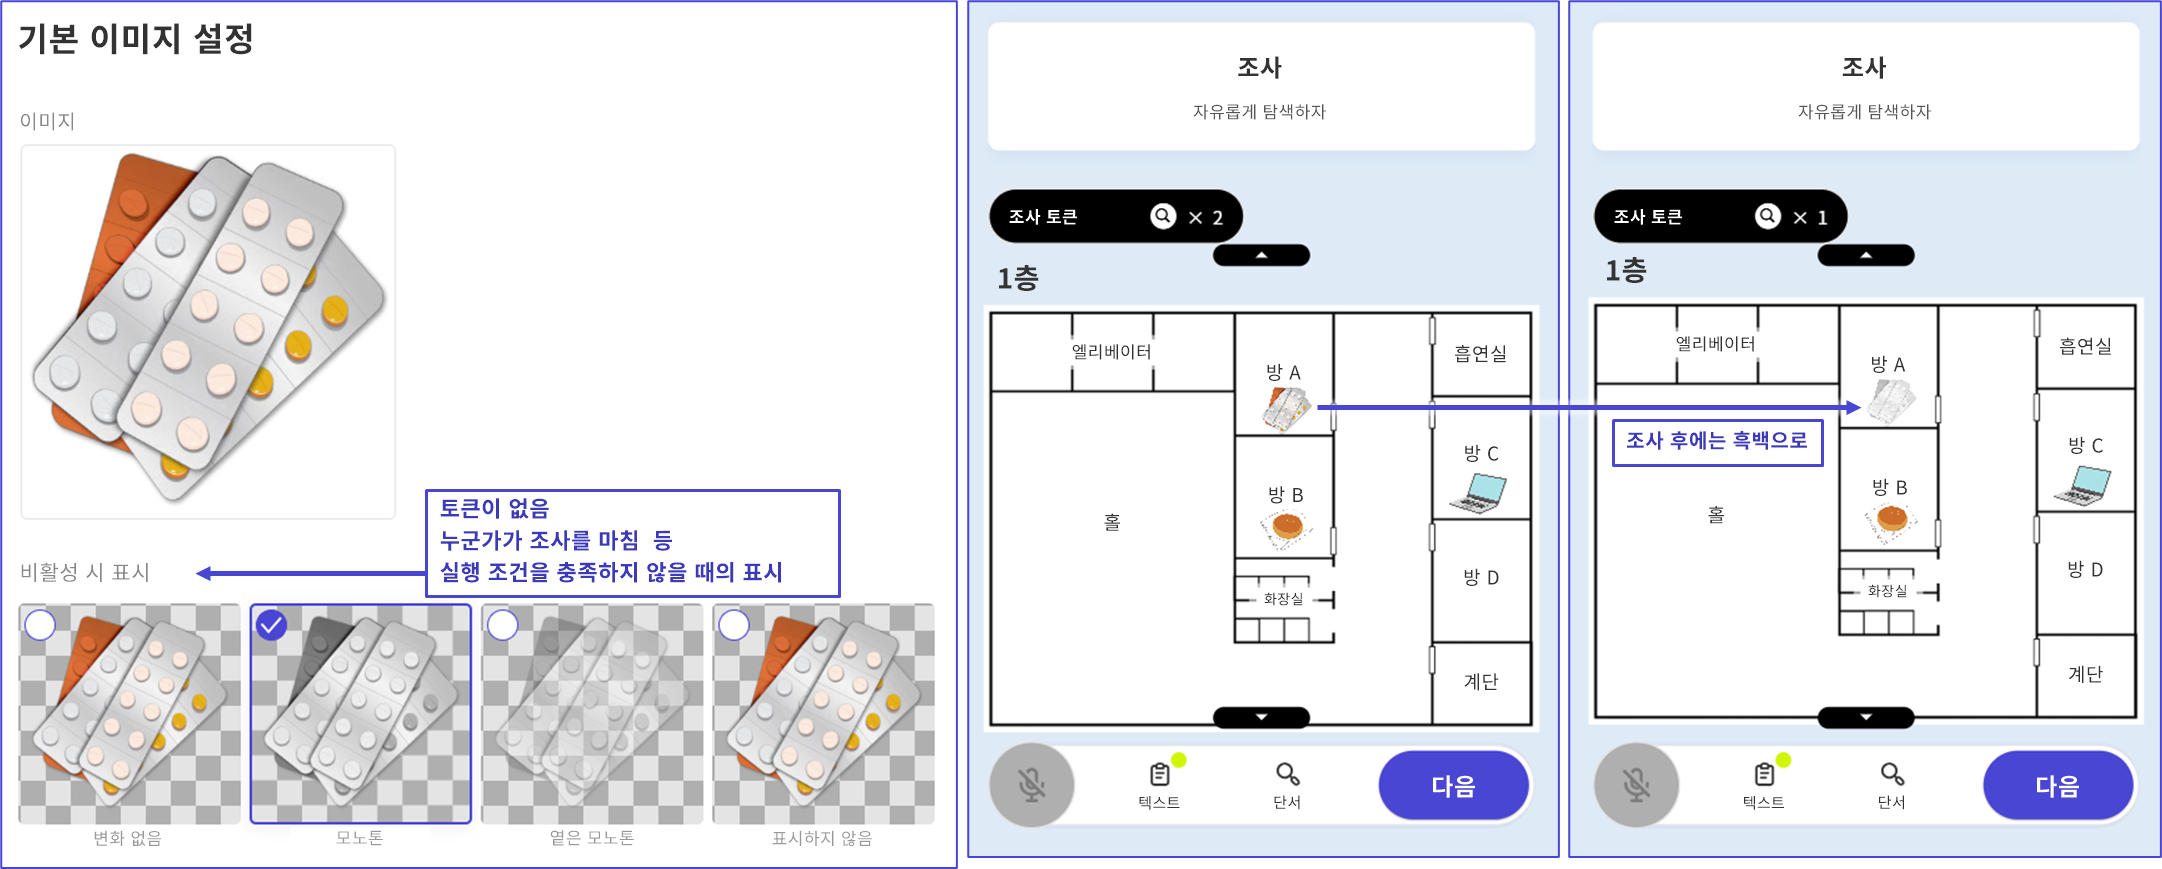 기본 이미지 설정
이미지
토큰이 없음
누군가가 조사를 마침 등
실행 조건을 충족하지 않을 때의 표시
비활성 시 표시
변화 없음
모노톤
옅은 모노톤
표시하지 않음
조사
자유롭게 탐색하자
조사 토큰 × 2
1층
엘리베이터
방 A
흡연실
방 C
방 B
홀
방 D
화장실
계단
텍스트
단서
다음
조사
자유롭게 탐색하자
조사 토큰 × 1
1층
엘리베이터
방 A
흡연실
조사 후에는 흑백으로
방 C
방 B
홀
방 D
화장실
계단
텍스트
단서
다음